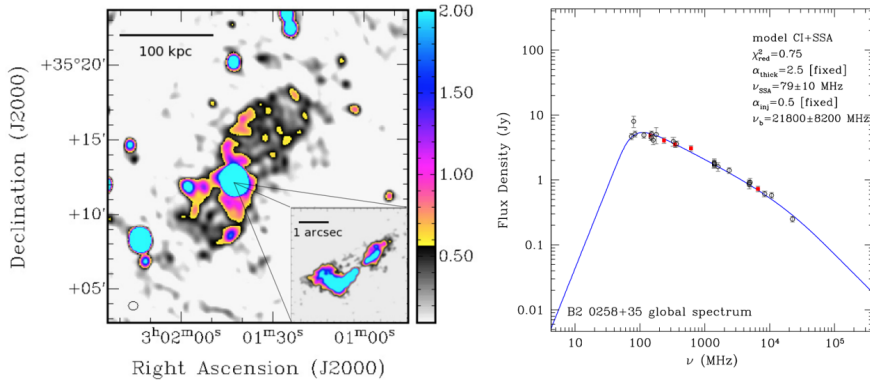 100 kpc
+35°20′
+15′
+10′
+05′
3ʰ02ᵐ00ˢ
01ᵐ30ˢ
01ᵐ00ˢ
Right Ascension (J2000)
Declination (J2000)
1 arcsec
2.00
1.50
1.00
0.50
0.00
model CI+SSA
χ²red=0.75
αthick=2.5 [fixed]
νSSA=79±10 MHz
αinj=0.5 [fixed]
νb=21800±8200 MHz
Flux Density (Jy)
100
10
1
0.1
0.01
B2 0258+35 global spectrum
10
100
1000
10⁴
10⁵
ν (MHz)